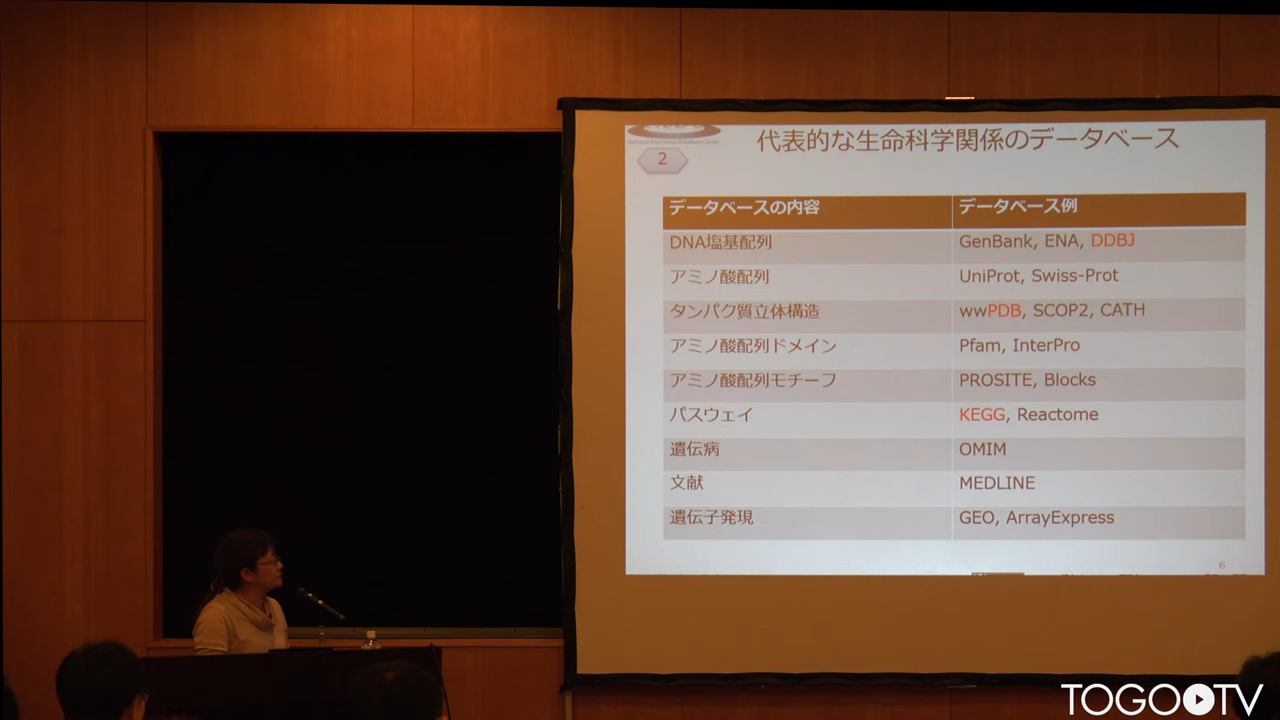 代表的な生命科学関係のデータベース
2
データベースの内容 データベース例
DNA塩基配列 GenBank, ENA, DDBJ
アミノ酸配列 UniProt, Swiss-Prot
タンパク質立体構造 wwPDB, SCOP2, CATH
アミノ酸配列ドメイン Pfam, InterPro
アミノ酸配列モチーフ PROSITE, Blocks
パスウェイ KEGG, Reactome
遺伝病 OMIM
文献 MEDLINE
遺伝子発現 GEO, ArrayExpress
6
TOGO TV